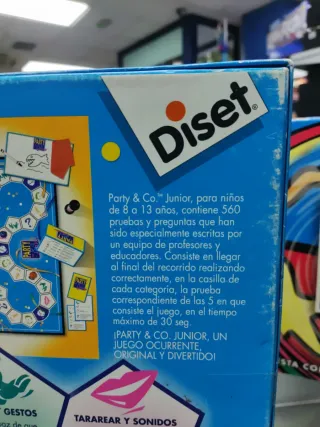 Diset®
Party & Co.™ Junior, para niños
de 8 a 13 años, contiene 560
pruebas y preguntas que han
sido especialmente escritas por
un equipo de profesores y
educadores. Consiste en llegar
al final del recorrido realizando
correctamente, en la casilla de
cada categoría, la prueba
correspondiente de las 5 en que
consiste el juego, en el tiempo
máximo de 30 seg.
¡PARTY & CO. JUNIOR, UN
JUEGO OCURRENTE,
ORIGINAL Y DIVERTIDO!
Y GESTOS
TARAREAR Y SONIDOS